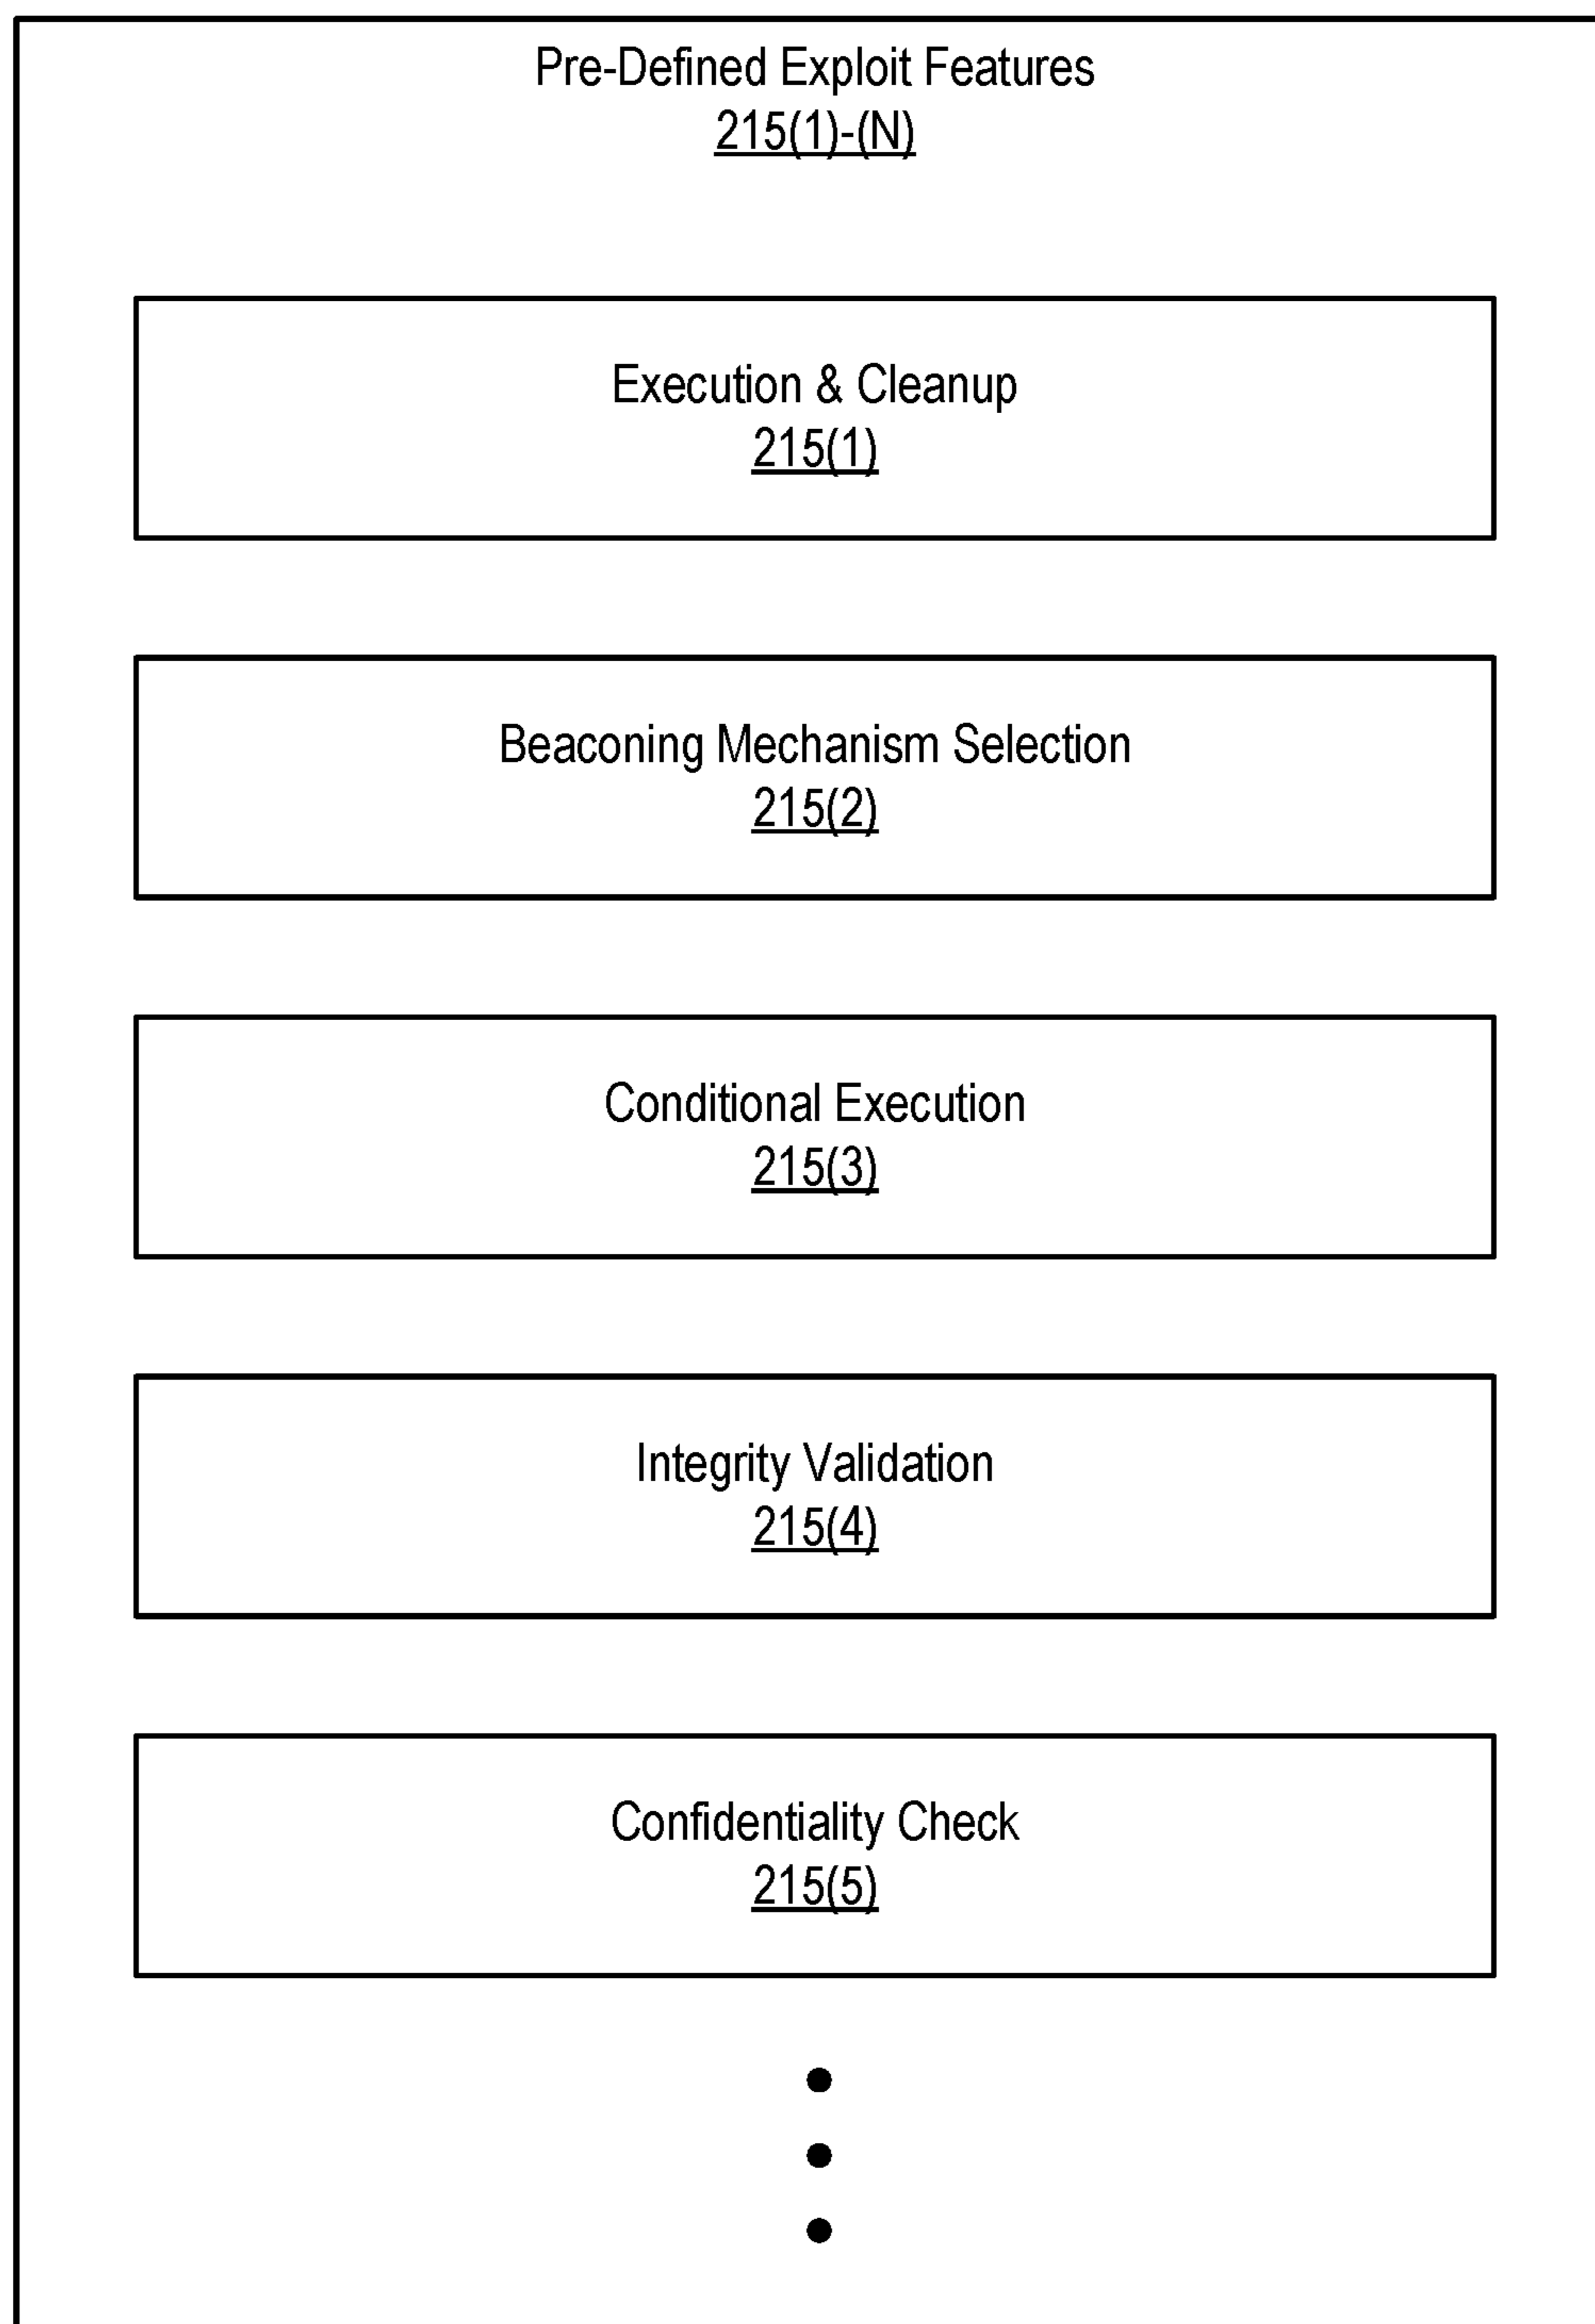 Pre-Defined Exploit Features
215(1)-(N)
Execution & Cleanup
215(1)
Beaconing Mechanism Selection
215(2)
Conditional Execution
215(3)
Integrity Validation
215(4)
Confidentiality Check
215(5)